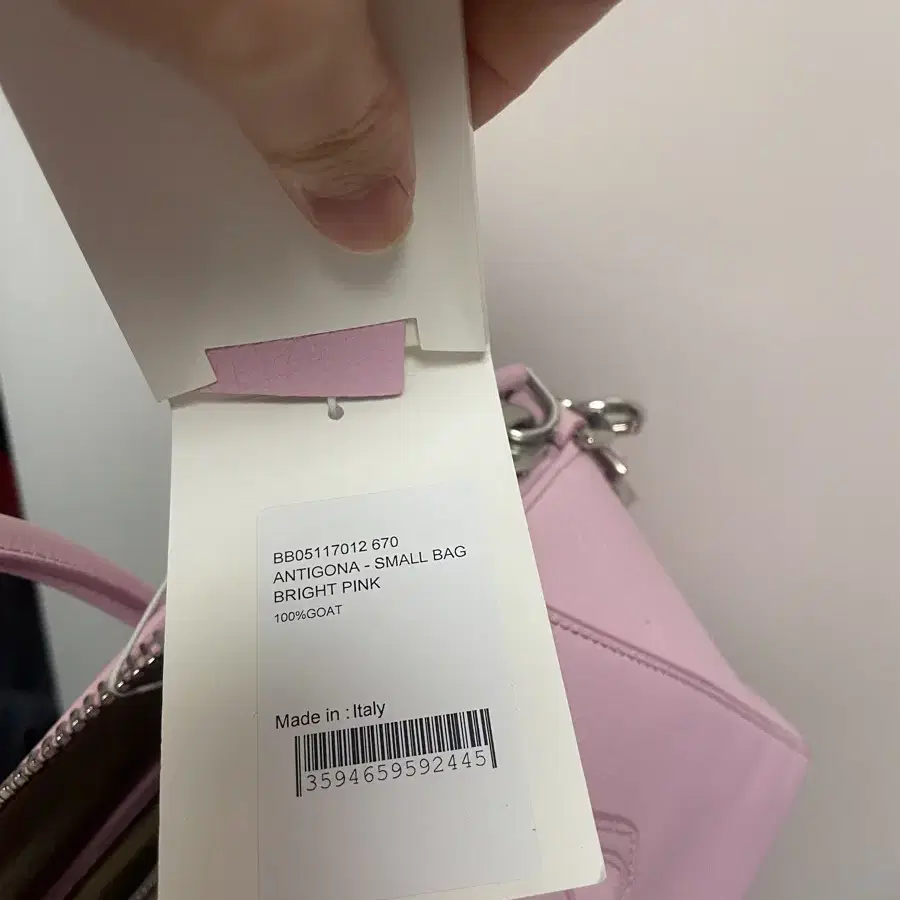 BB05117012 670
ANTIGONA - SMALL BAG
BRIGHT PINK
100%GOAT
Made in : Italy
3594659592445